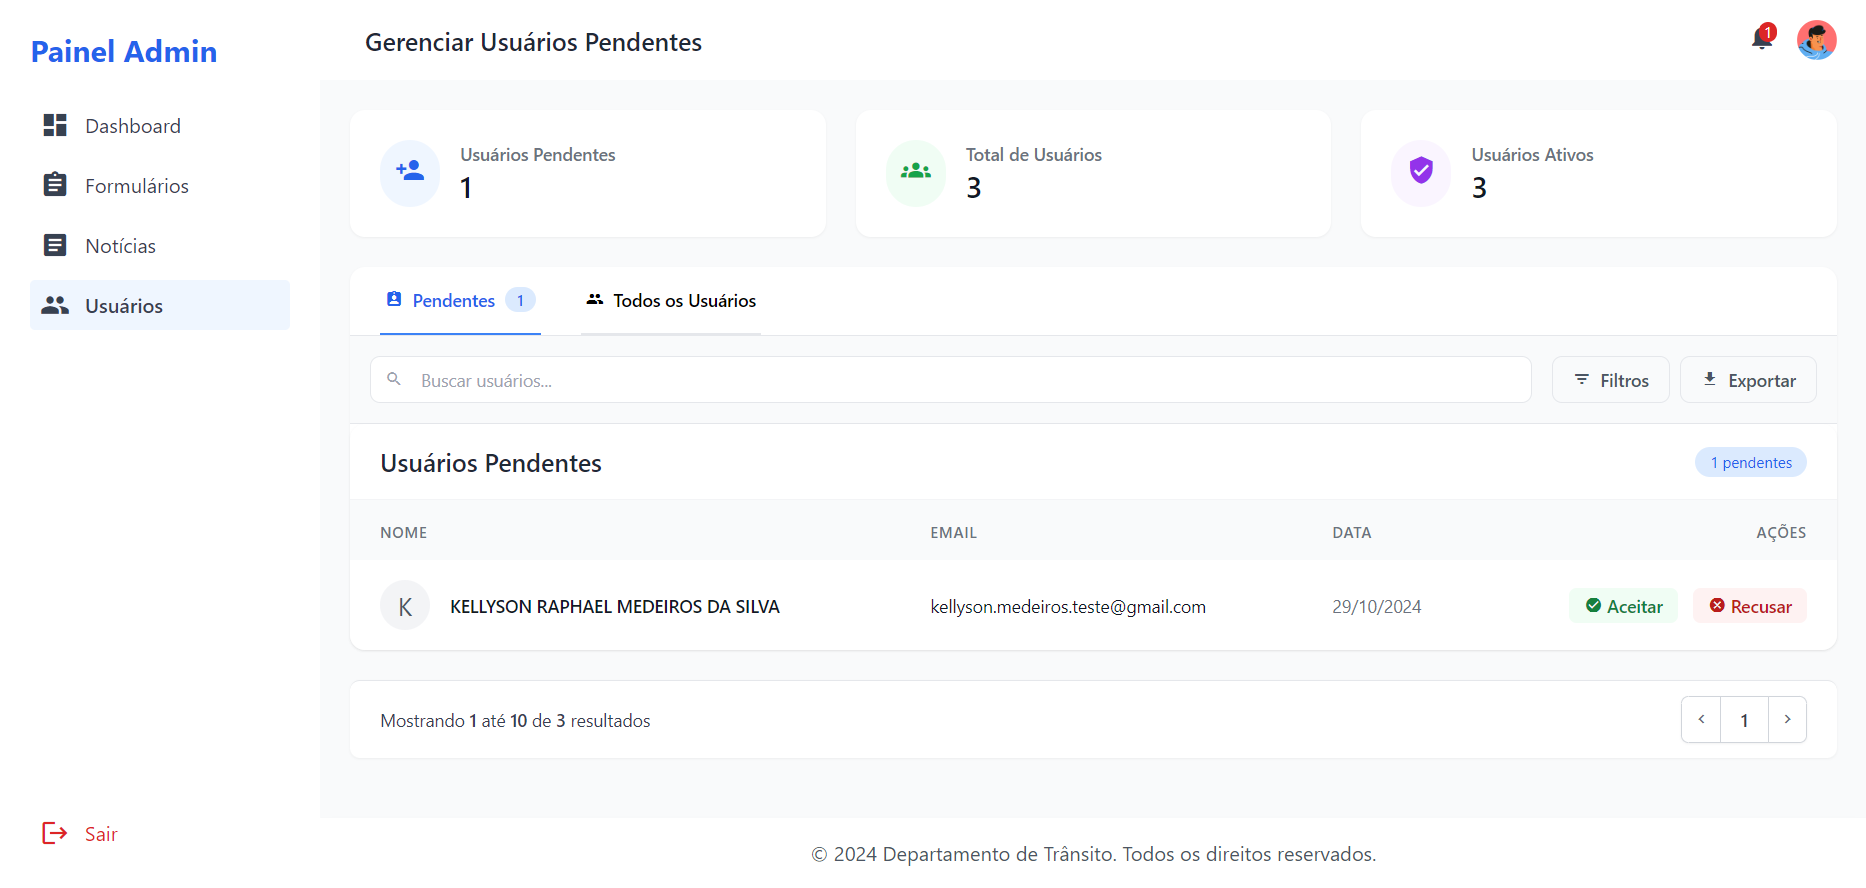 Painel Admin
Dashboard
Formulários
Notícias
Usuários
Sair
Gerenciar Usuários Pendentes
1
Usuários Pendentes
1
Total de Usuários
3
Usuários Ativos
3
Pendentes 1
Todos os Usuários
Buscar usuários...
Filtros
Exportar
Usuários Pendentes
1 pendentes
NOME EMAIL DATA AÇÕES
K KELLYSON RAPHAEL MEDEIROS DA SILVA kellyson.medeiros.teste@gmail.com 29/10/2024 Aceitar Recusar
Mostrando 1 até 10 de 3 resultados
1
© 2024 Departamento de Trânsito. Todos os direitos reservados.